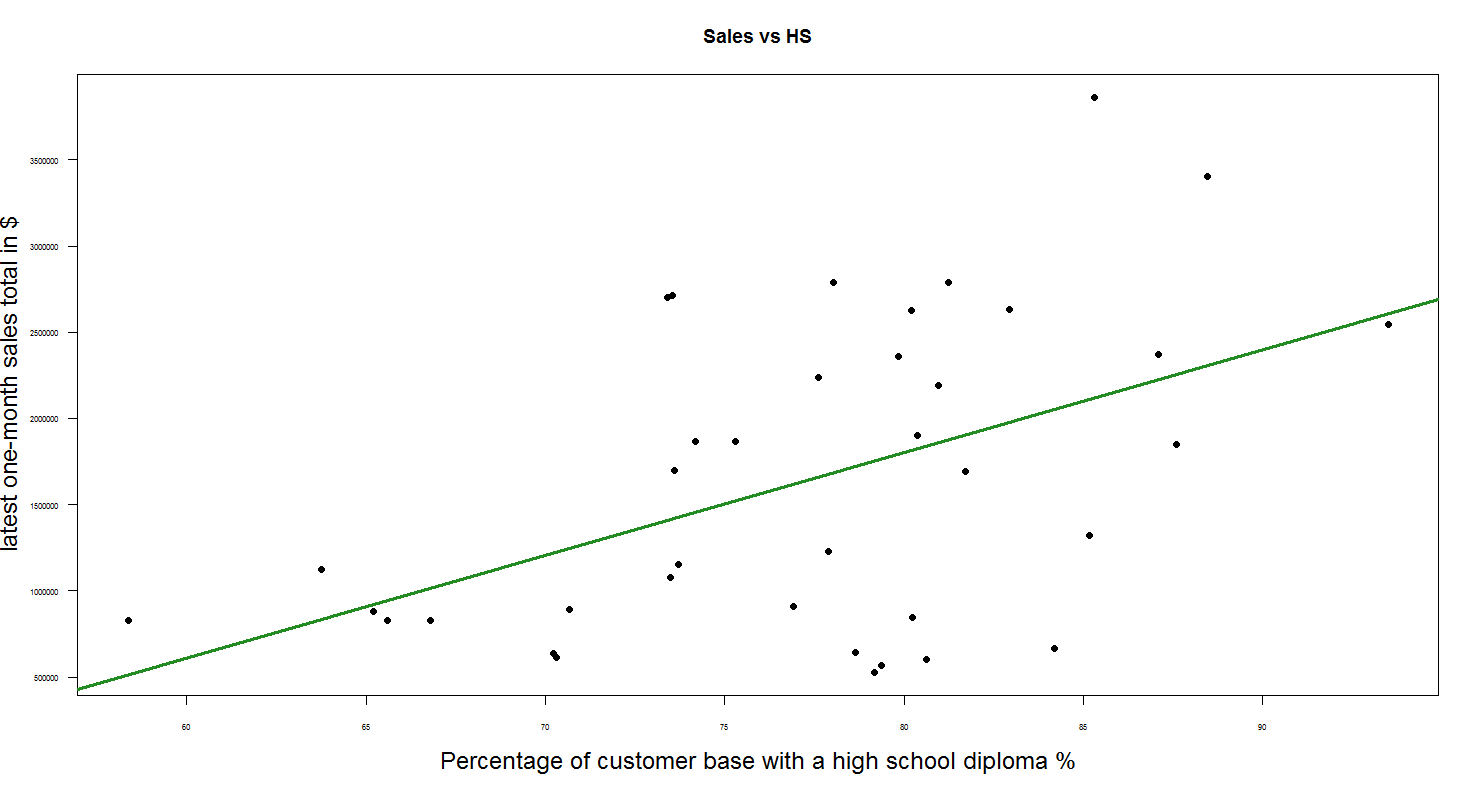 Sales vs HS
latest one-month sales total in $
3500000
3000000
2500000
2000000
1500000
1000000
500000
60 65 70 75 80 85 90
Percentage of customer base with a high school diploma %